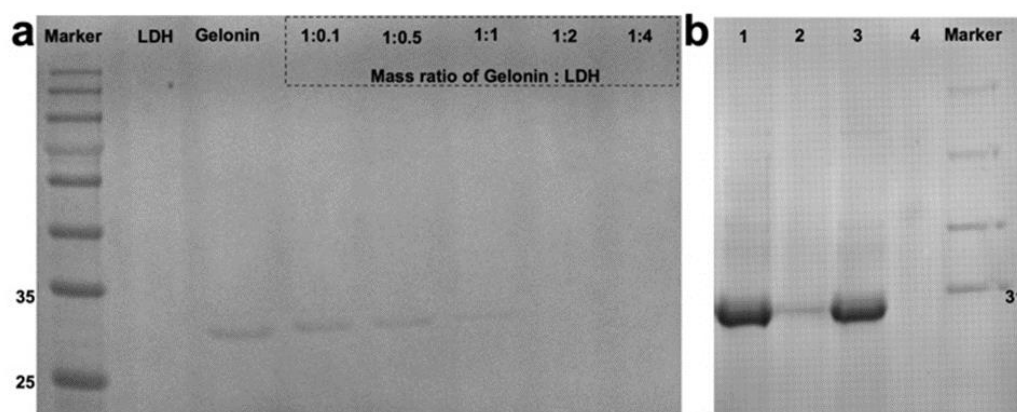 a
Marker LDH Gelonin 1:0.1 1:0.5 1:1 1:2 1:4
Mass ratio of Gelonin : LDH
35
25
b
1 2 3 4 Marker
3